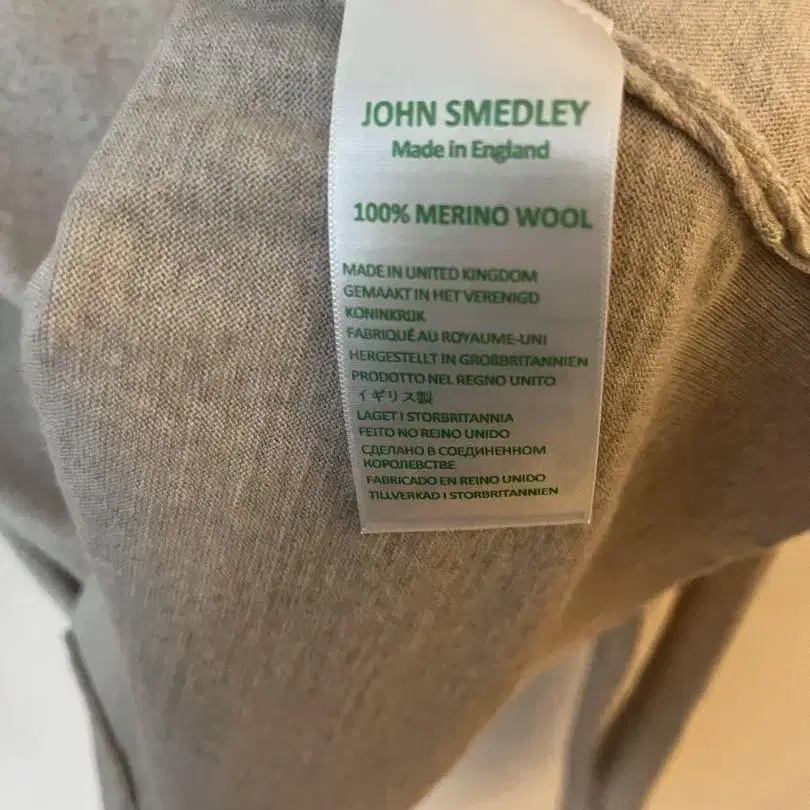 JOHN SMEDLEY
Made in England
100% MERINO WOOL
MADE IN UNITED KINGDOM
GEMAAKT IN HET VERENIGD
KONINKRIJK
FABRIQUÉ AU ROYAUME-UNI
HERGESTELLT IN GROßBRITANNIEN
PRODOTTO NEL REGNO UNITO
イギリス製
LAGET I STORBRITANNIA
FEITO NO REINO UNIDO
СДЕЛАНО В СОЕДИНЕННОМ
КОРОЛЕВСТВЕ
FABRICADO EN REINO UNIDO
TILLVERKAD I STORBRITANNIEN